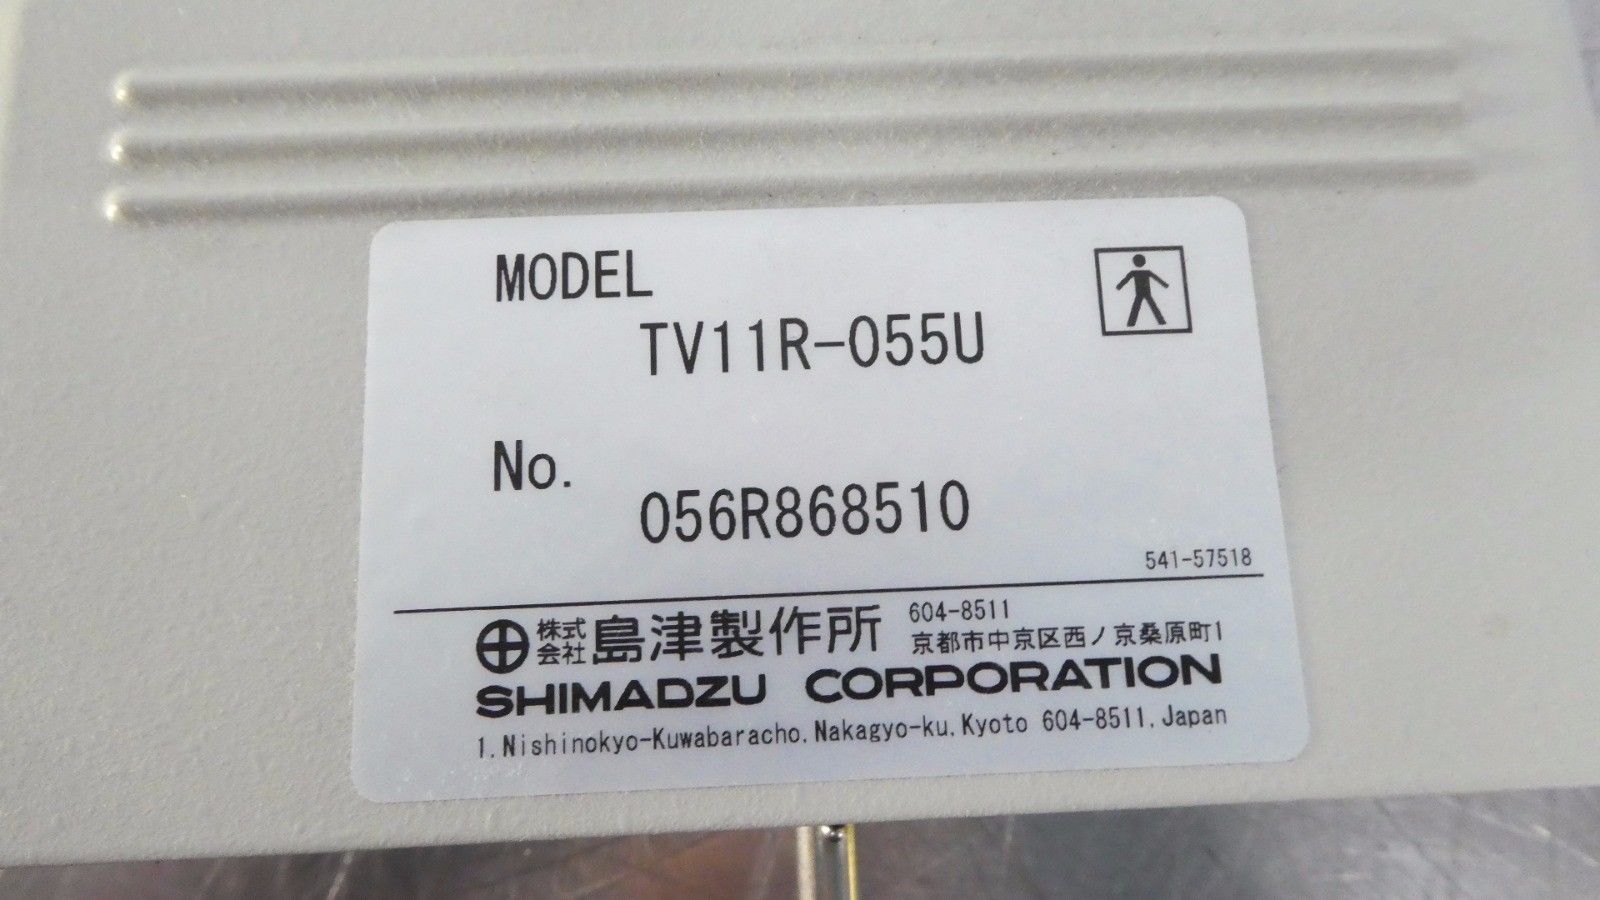 MODEL
TV11R-055U
No.
056R868510
541-57518
株式会社 島津製作所 604-8511
京都市中京区西ノ京桑原町1
SHIMADZU CORPORATION
1, Nishinokyo-Kuwabaracho, Nakagyo-ku, Kyoto 604-8511, Japan